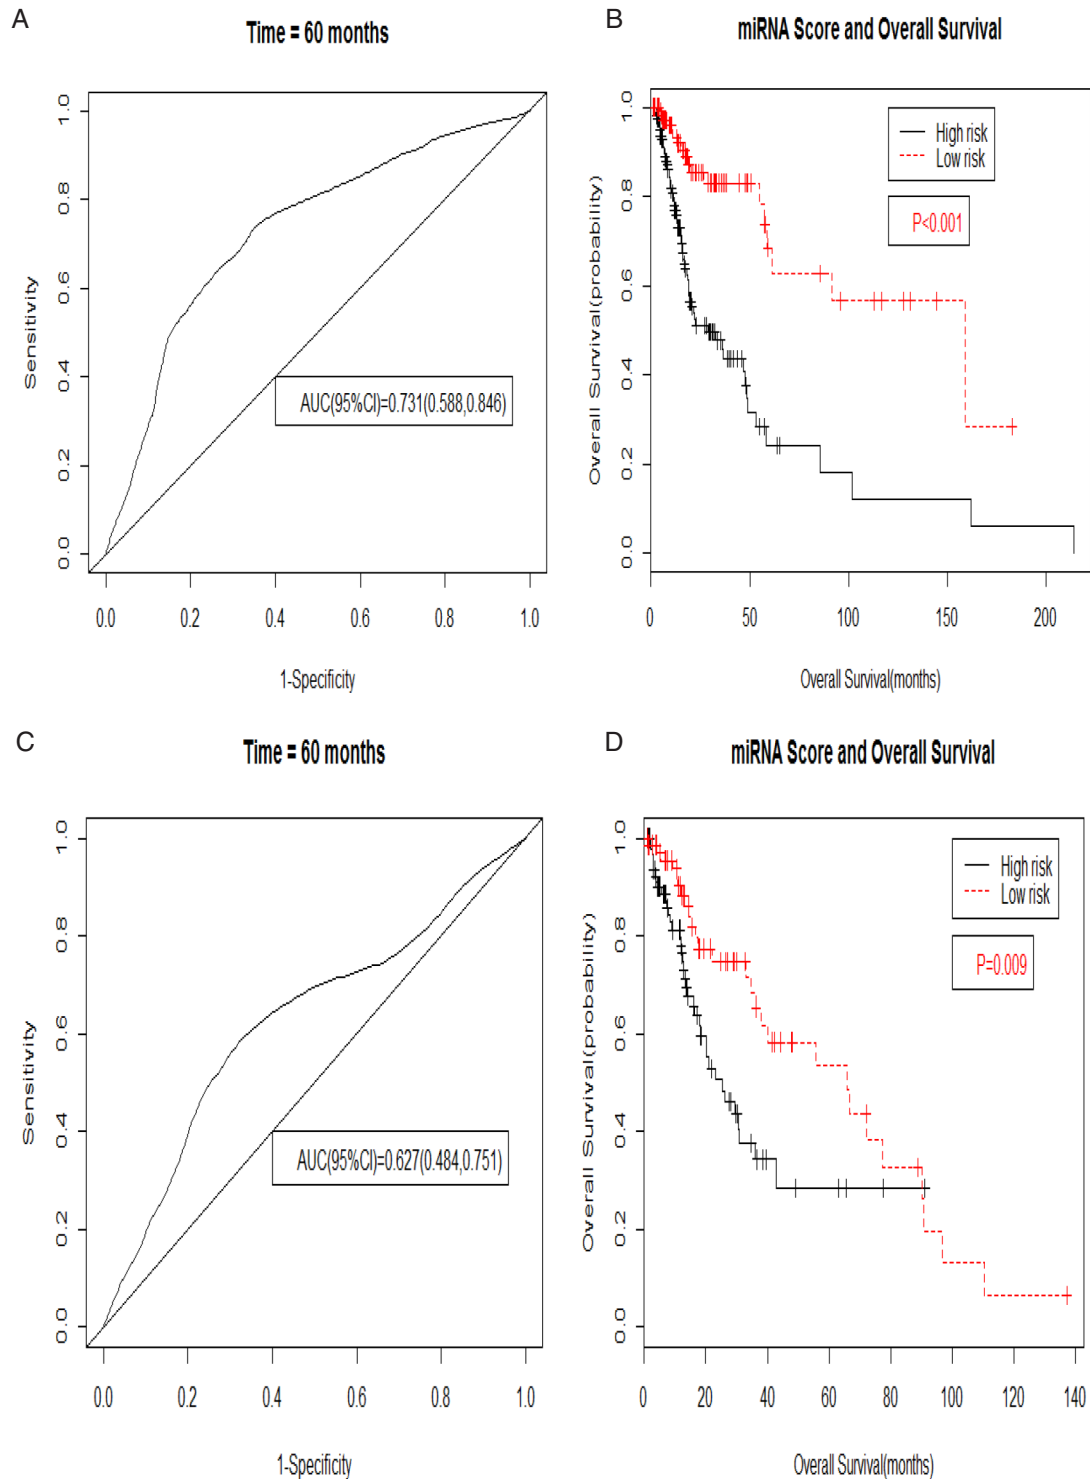 A
Time = 60 months
Sensitivity
0.0 0.2 0.4 0.6 0.8 1.0
AUC(95%CI)=0.731(0.588,0.846)
0.0 0.2 0.4 0.6 0.8 1.0
1-Specificity
B
miRNA Score and Overall Survival
Overall Survival(probability)
0.0 0.2 0.4 0.6 0.8 1.0
High risk
Low risk
P<0.001
0 50 100 150 200
Overall Survival(months)
C
Time = 60 months
Sensitivity
0.0 0.2 0.4 0.6 0.8 1.0
AUC(95%CI)=0.627(0.484,0.751)
0.0 0.2 0.4 0.6 0.8 1.0
1-Specificity
D
miRNA Score and Overall Survival
Overall Survival(probability)
0.0 0.2 0.4 0.6 0.8 1.0
High risk
Low risk
P=0.009
0 20 40 60 80 100 120 140
Overall Survival(months)